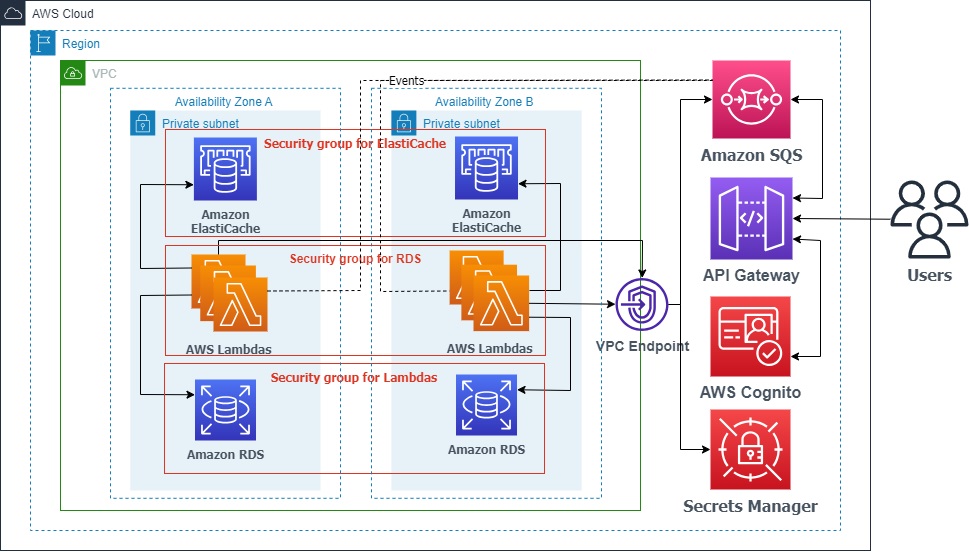 AWS Cloud
Region
VPC
Events
Availability Zone A
Availability Zone B
Private subnet
Private subnet
Security group for ElastiCache
Amazon
ElastiCache
Amazon
ElastiCache
Amazon SQS
Security group for RDS
API Gateway
Users
AWS Lambdas
AWS Lambdas
VPC Endpoint
Security group for Lambdas
AWS Cognito
Amazon RDS
Amazon RDS
Secrets Manager